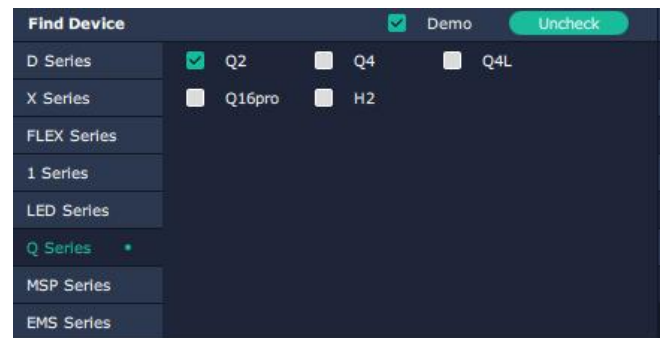 Find Device Demo Uncheck
D Series Q2 Q4 Q4L
X Series Q16pro H2
FLEX Series
1 Series
LED Series
Q Series
MSP Series
EMS Series